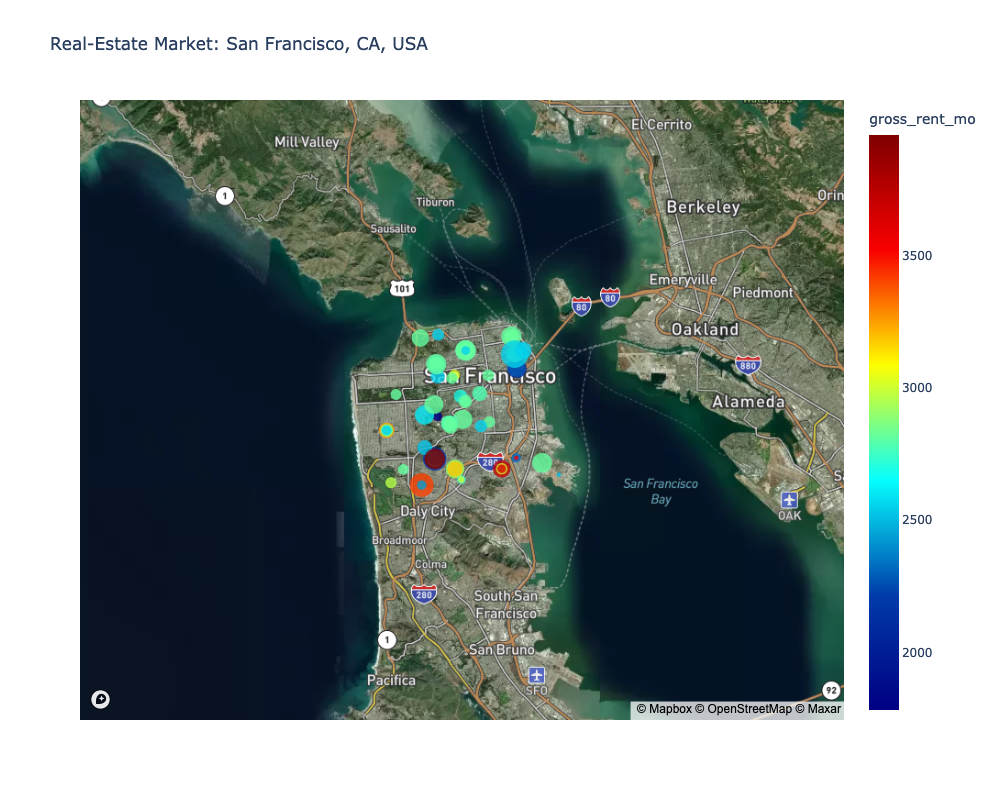 Real-Estate Market: San Francisco, CA, USA
El Cerrito
Mill Valley
1
Tiburon
Berkeley
Sausalito
101
Emeryville
80
80
Piedmont
Oakland
880
San Francisco
Alameda
280
San Francisco
Bay
OAK
Daly City
Broadmoor
Colma
280
South San
Francisco
1
San Bruno
Pacifica
SFO
92
© Mapbox © OpenStreetMap © Maxar
gross_rent_mo
3500
3000
2500
2000